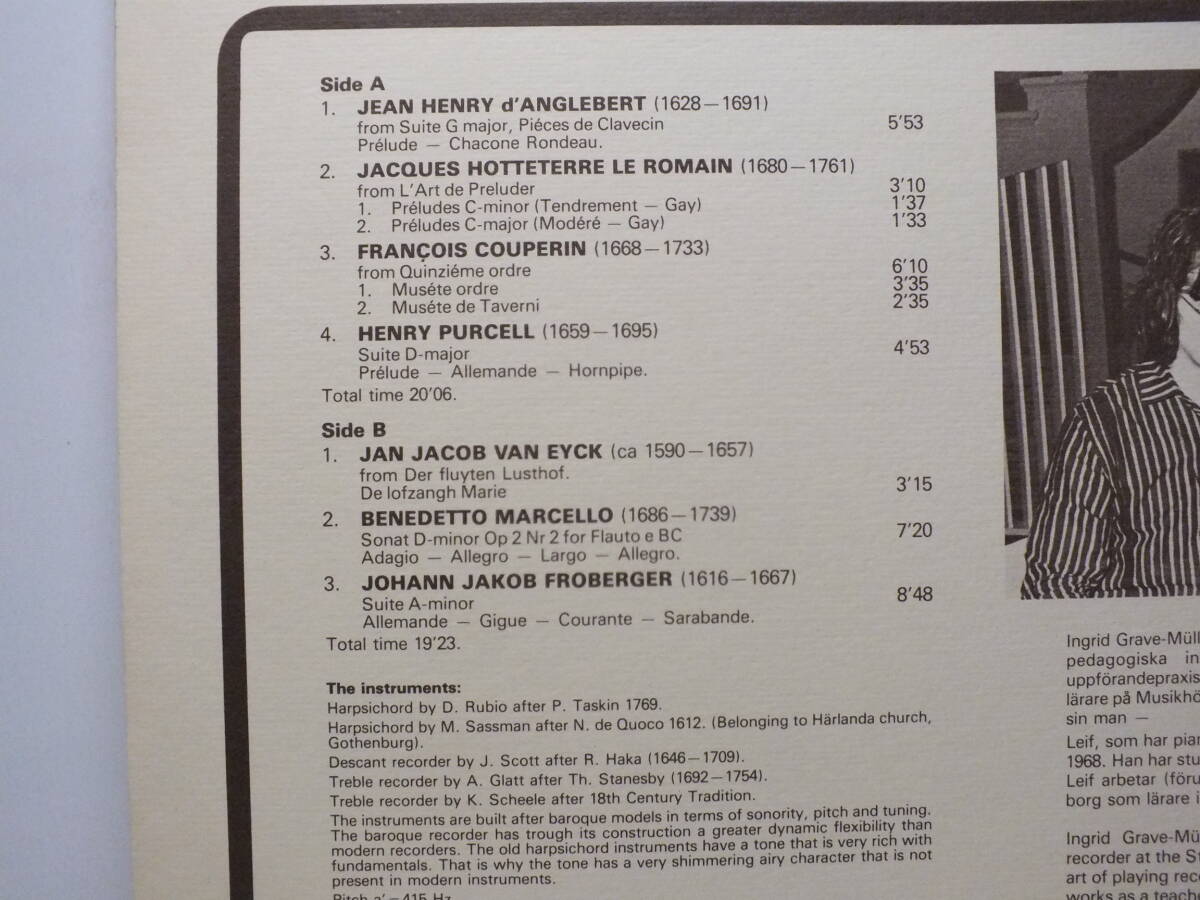 Side A
1. JEAN HENRY d'ANGLEBERT (1628—1691)
from Suite G major, Piéces de Clavecin 5'53
Prélude — Chacone Rondeau.
2. JACQUES HOTTETERRE LE ROMAIN (1680—1761)
from L'Art de Preluder 3'10
1. Préludes C-minor (Tendrement — Gay) 1'37
2. Préludes C-major (Modéré — Gay) 1'33
3. FRANÇOIS COUPERIN (1668—1733)
from Quinziéme ordre 6'10
1. Muséte ordre 3'35
2. Muséte de Taverni 2'35
4. HENRY PURCELL (1659—1695)
Suite D-major 4'53
Prélude — Allemande — Hornpipe.
Total time 20'06.
Side B
1. JAN JACOB VAN EYCK (ca 1590—1657)
from Der fluyten Lusthof.
De lofzangh Marie 3'15
2. BENEDETTO MARCELLO (1686—1739)
Sonat D-minor Op 2 Nr 2 for Flauto e BC 7'20
Adagio — Allegro — Largo — Allegro.
3. JOHANN JAKOB FROBERGER (1616—1667)
Suite A-minor 8'48
Allemande — Gigue — Courante — Sarabande.
Total time 19'23.
The instruments:
Harpsichord by D. Rubio after P. Taskin 1769.
Harpsichord by M. Sassman after N. de Quoco 1612. (Belonging to Härlanda church,
Gothenburg).
Descant recorder by J. Scott after R. Haka (1646—1709).
Treble recorder by A. Glatt after Th. Stanesby (1692—1754).
Treble recorder by K. Scheele after 18th Century Tradition.
The instruments are built after baroque models in terms of sonority, pitch and tuning.
The baroque recorder has trough its construction a greater dynamic flexibility than
modern recorders. The old harpsichord instruments have a tone that is very rich with
fundamentals. That is why the tone has a very shimmering airy character that is not
present in modern instruments.
Pitch a'=415 Hz.
Ingrid Grave-Müll
pedagogiska in
uppförandepraxis
lärare på Musikhö
sin man —
Leif, som har pian
1968. Han har stu
Leif arbetar (föru
borg som lärare i
Ingrid Grave-Mü
recorder at the St
art of playing reco
works as a teache